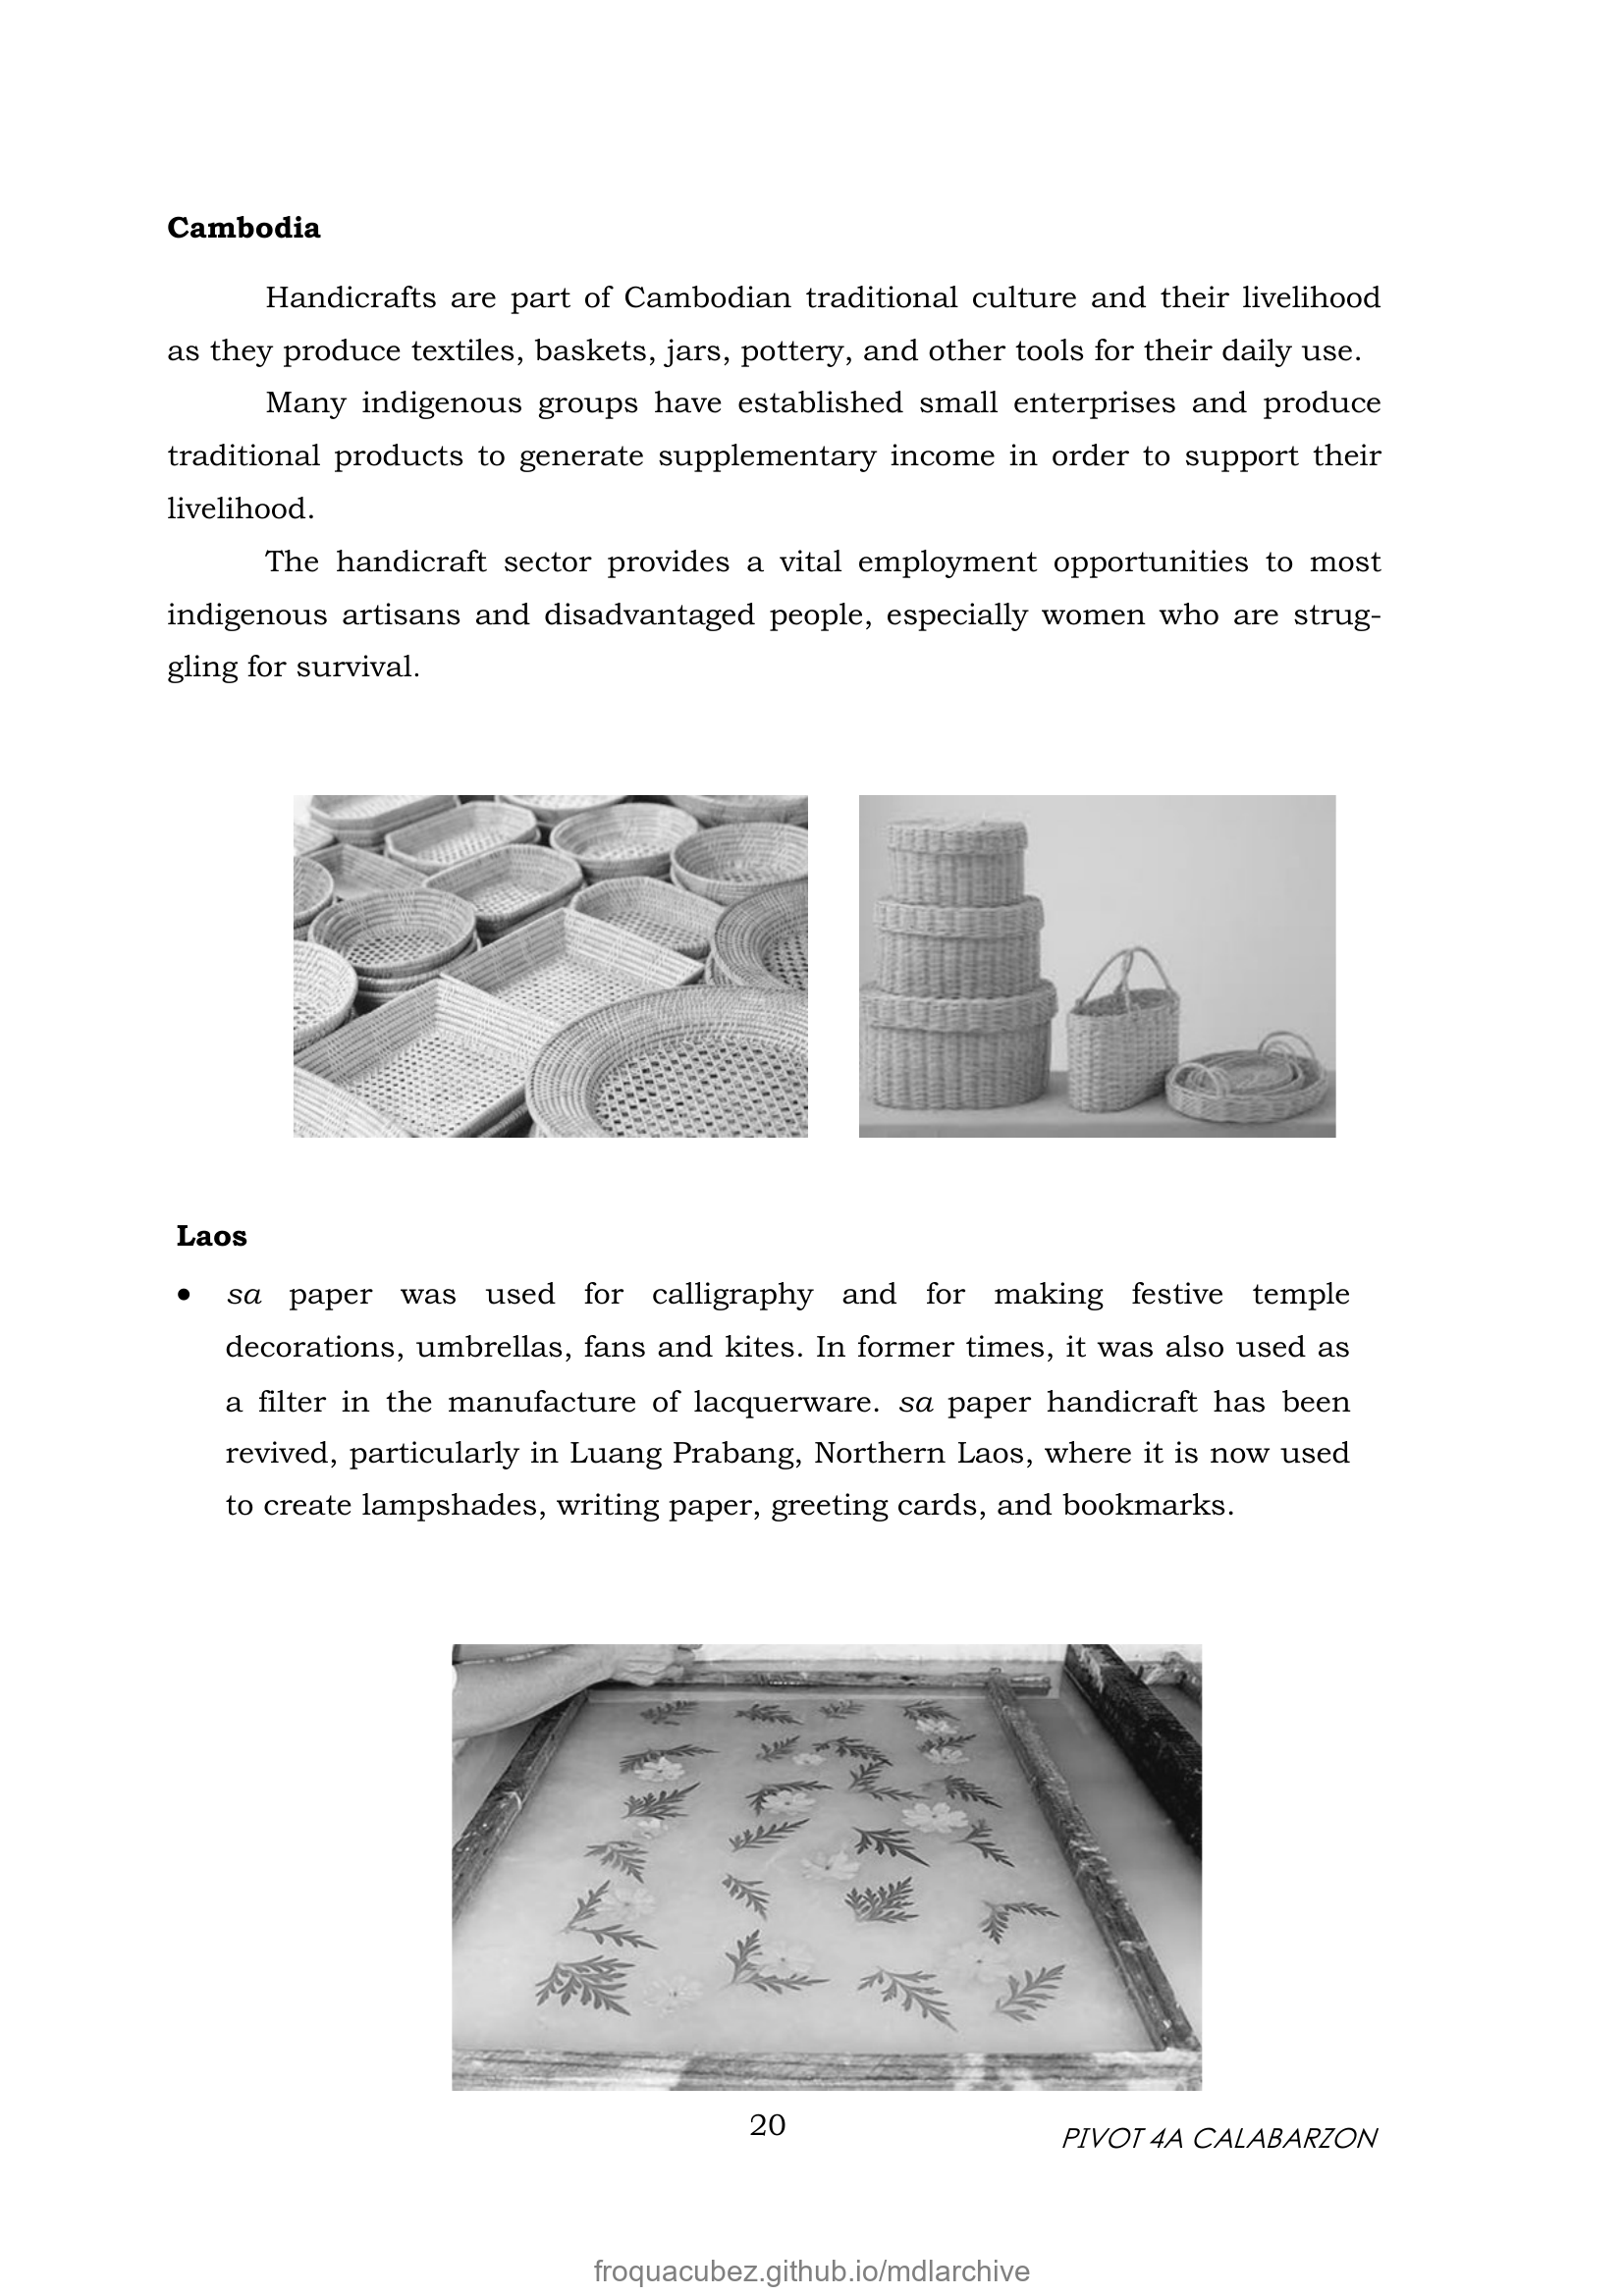 Cambodia
Handicrafts are part of Cambodian traditional culture and their livelihood
as they produce textiles, baskets, jars, pottery, and other tools for their daily use.
Many indigenous groups have established small enterprises and produce
traditional products to generate supplementary income in order to support their
livelihood.
The handicraft sector provides a vital employment opportunities to most
indigenous artisans and disadvantaged people, especially women who are strug-
gling for survival.
Laos
• sa paper was used for calligraphy and for making festive temple
decorations, umbrellas, fans and kites. In former times, it was also used as
a filter in the manufacture of lacquerware. sa paper handicraft has been
revived, particularly in Luang Prabang, Northern Laos, where it is now used
to create lampshades, writing paper, greeting cards, and bookmarks.
20
PIVOT 4A CALABARZON
froquacubez.github.io/mdlarchive